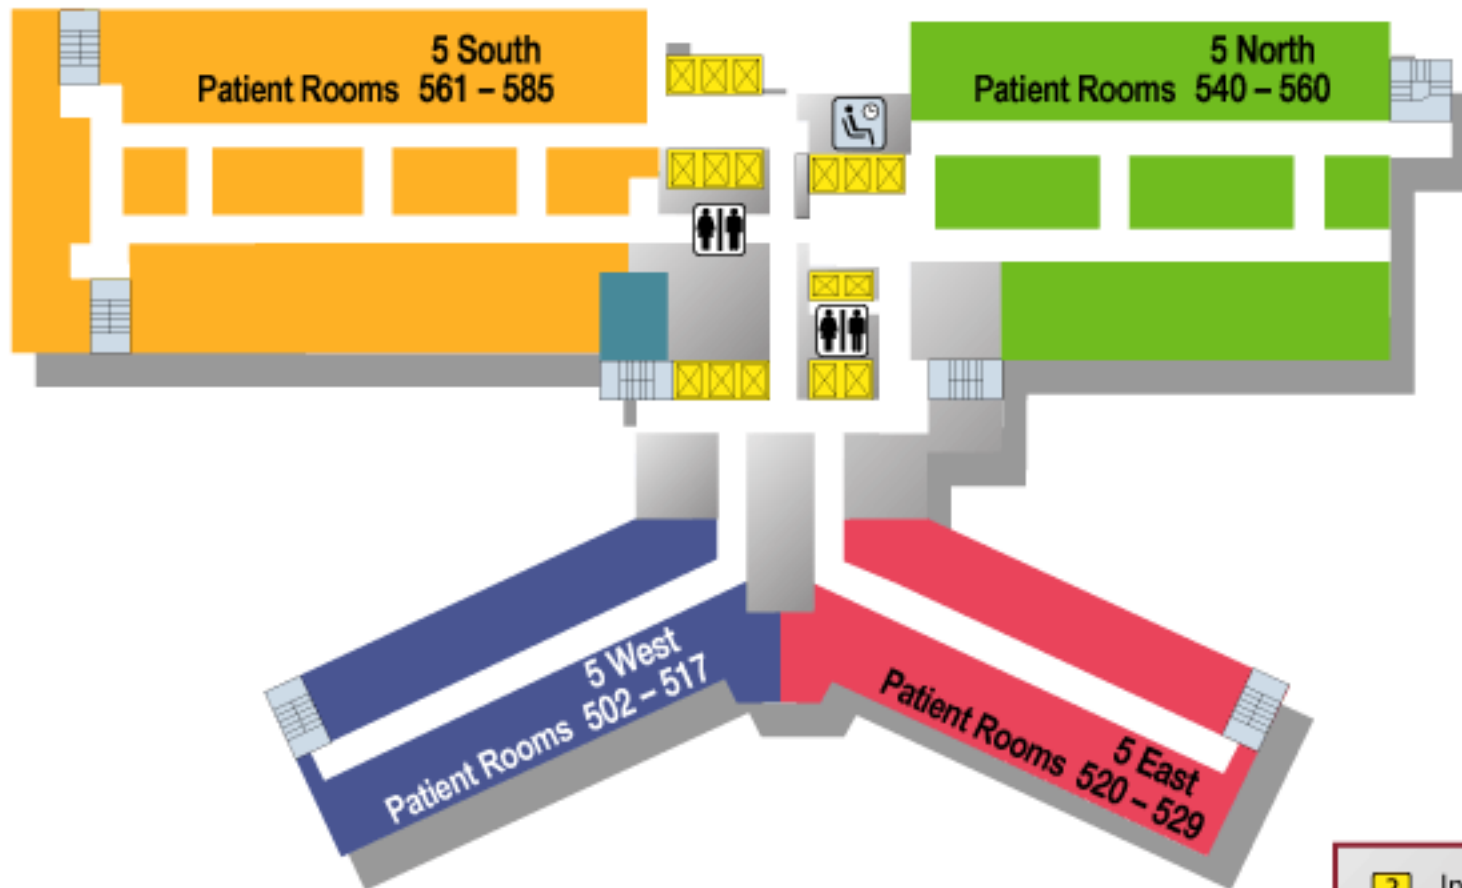 5 South
Patient Rooms 561 – 585
5 North
Patient Rooms 540 – 560
5 West
Patient Rooms 502 – 517
5 East
Patient Rooms 520 – 529